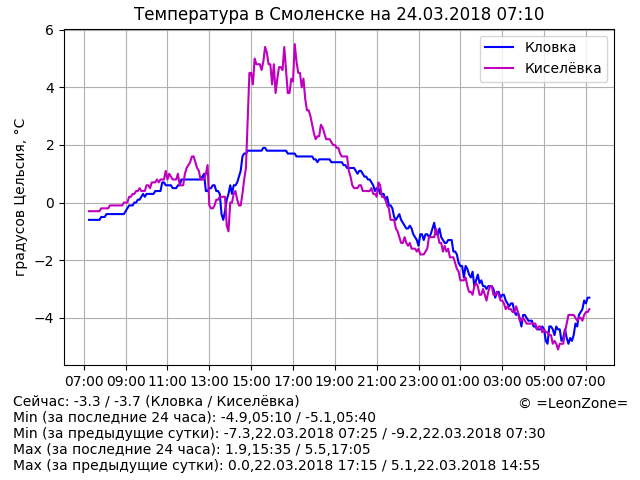 Температура в Смоленске на 24.03.2018 07:10
Кловка
Киселёвка
градусов Цельсия, °C
6
4
2
0
−2
−4
07:00 09:00 11:00 13:00 15:00 17:00 19:00 21:00 23:00 01:00 03:00 05:00 07:00
Сейчас: -3.3 / -3.7 (Кловка / Киселёвка)
© =LeonZone=
Min (за последние 24 часа): -4.9,05:10 / -5.1,05:40
Min (за предыдущие сутки): -7.3,22.03.2018 07:25 / -9.2,22.03.2018 07:30
Max (за последние 24 часа): 1.9,15:35 / 5.5,17:05
Max (за предыдущие сутки): 0.0,22.03.2018 17:15 / 5.1,22.03.2018 14:55